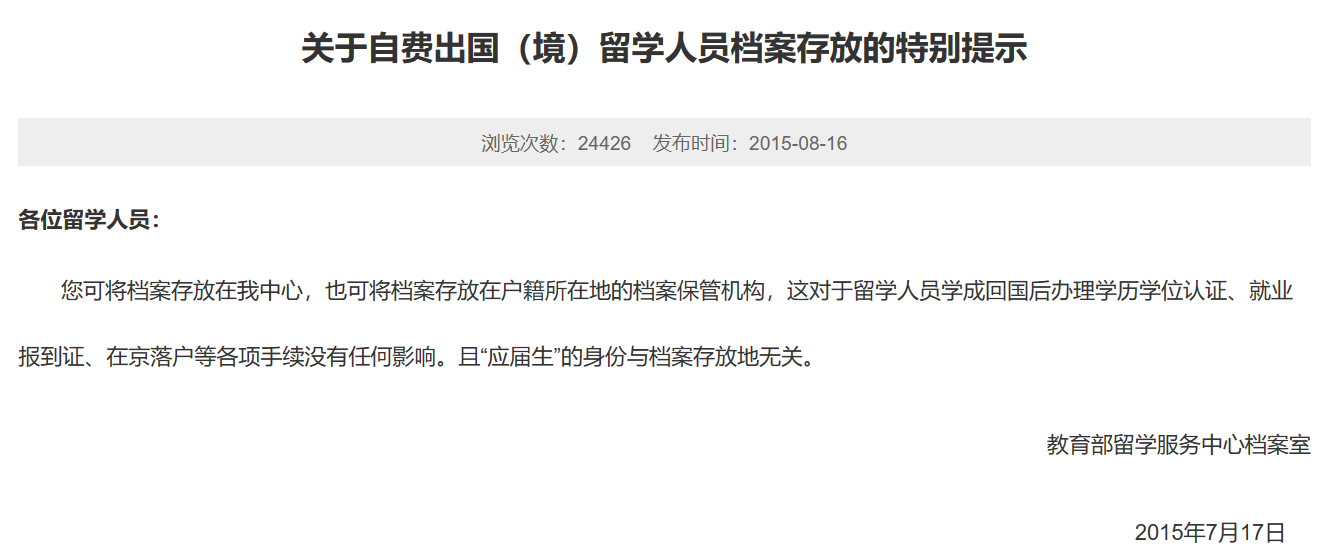 关于自费出国（境）留学人员档案存放的特别提示
浏览次数：24426 发布时间：2015-08-16
各位留学人员：
您可将档案存放在我中心，也可将档案存放在户籍所在地的档案保管机构，这对于留学人员学成回国后办理学历学位认证、就业
报到证、在京落户等各项手续没有任何影响。且“应届生”的身份与档案存放地无关。
教育部留学服务中心档案室
2015年7月17日